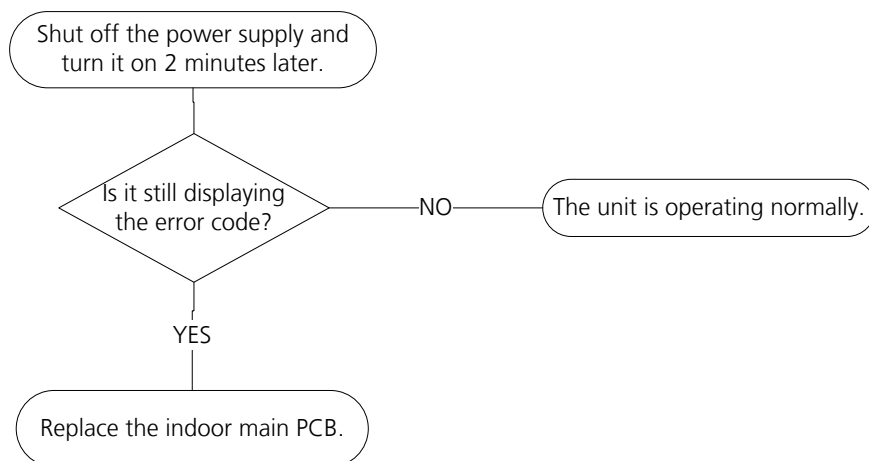 Shut off the power supply and
turn it on 2 minutes later.
Is it still displaying
the error code?
NO
The unit is operating normally.
YES
Replace the indoor main PCB.